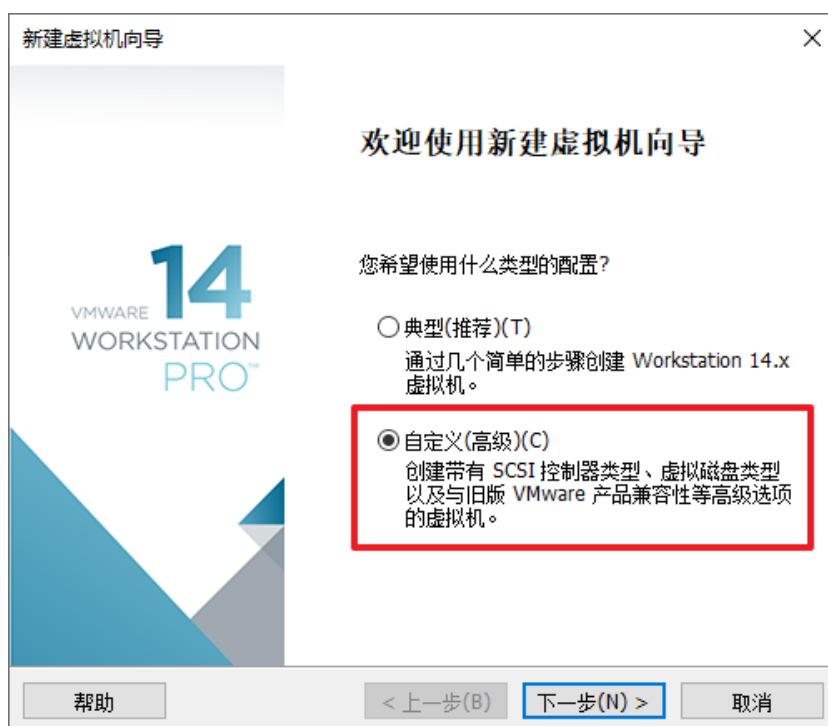 新建虚拟机向导
欢迎使用新建虚拟机向导
VMWARE 14
WORKSTATION
PRO™
您希望使用什么类型的配置?
典型(推荐)(T)
通过几个简单的步骤创建 Workstation 14.x
虚拟机。
自定义(高级)(C)
创建带有 SCSI 控制器类型、虚拟磁盘类型
以及与旧版 VMware 产品兼容性等高级选项
的虚拟机。
帮助
< 上一步(B)
下一步(N) >
取消